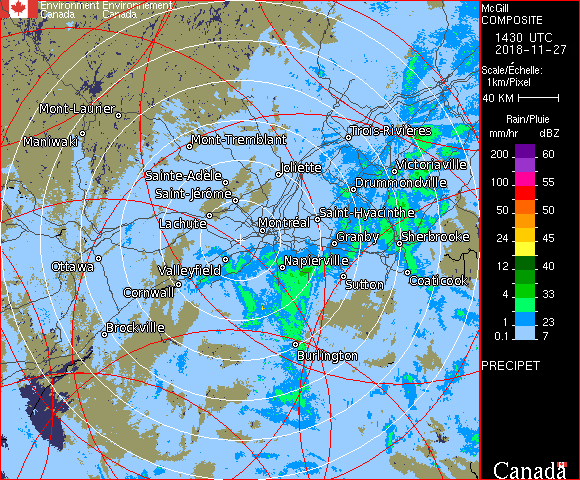 Environment Environnement
Canada Canada
McGill
COMPOSITE
1430 UTC
2018-11-27
Scale/Échelle:
1km/Pixel
40 KM
Rain/Pluie
mm/hr dBZ
200 60
100 55
50 50
24 45
12 40
4 33
1 23
0.1 7
PRECIPET
Canada
Mont-Laurier
Maniwaki
Mont-Tremblant
Trois-Rivières
Joliette
Victoriaville
Sainte-Adèle
Drummondville
Saint-Jérôme
Saint-Hyacinthe
Lachute
Montréal
Granby
Sherbrooke
Ottawa
Valleyfield
Napierville
Coaticook
Sutton
Cornwall
Brockville
Burlington